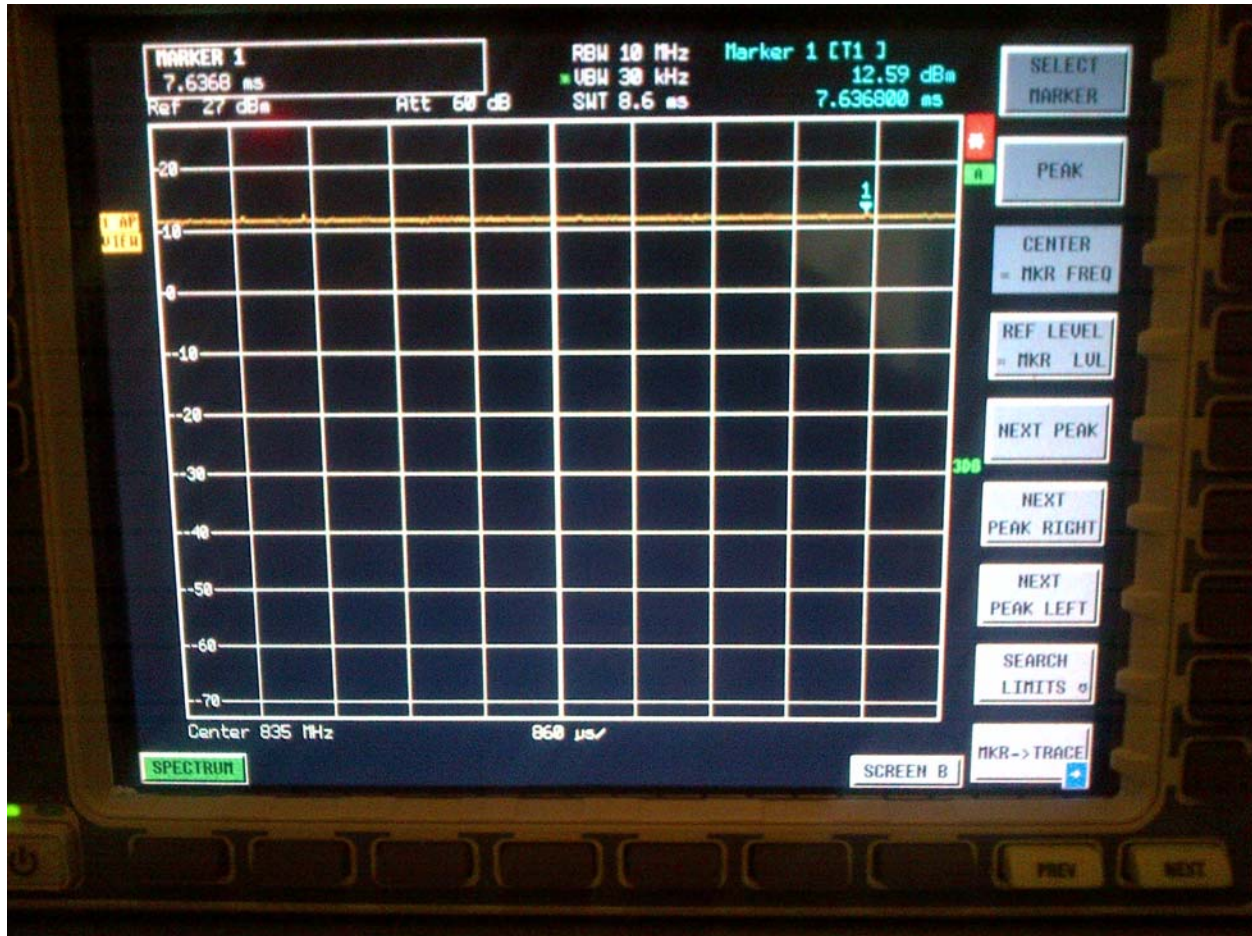 MARKER 1
7.6368 ms
Ref 27 dBm
Att 60 dB
RBW 10 MHz
VBW 30 kHz
SWT 8.6 ms
Marker 1 [T1 ]
12.59 dBm
7.636800 ms
1 AP
VIEW
20
10
0
-10
-20
-30
-40
-50
-60
-70
1
A
3DB
Center 835 MHz
860 µs/
SPECTRUM
SCREEN B
SELECT
MARKER
PEAK
CENTER
= MKR FREQ
REF LEVEL
= MKR LVL
NEXT PEAK
NEXT
PEAK RIGHT
NEXT
PEAK LEFT
SEARCH
LIMITS
MKR->TRACE
PREV
NEXT